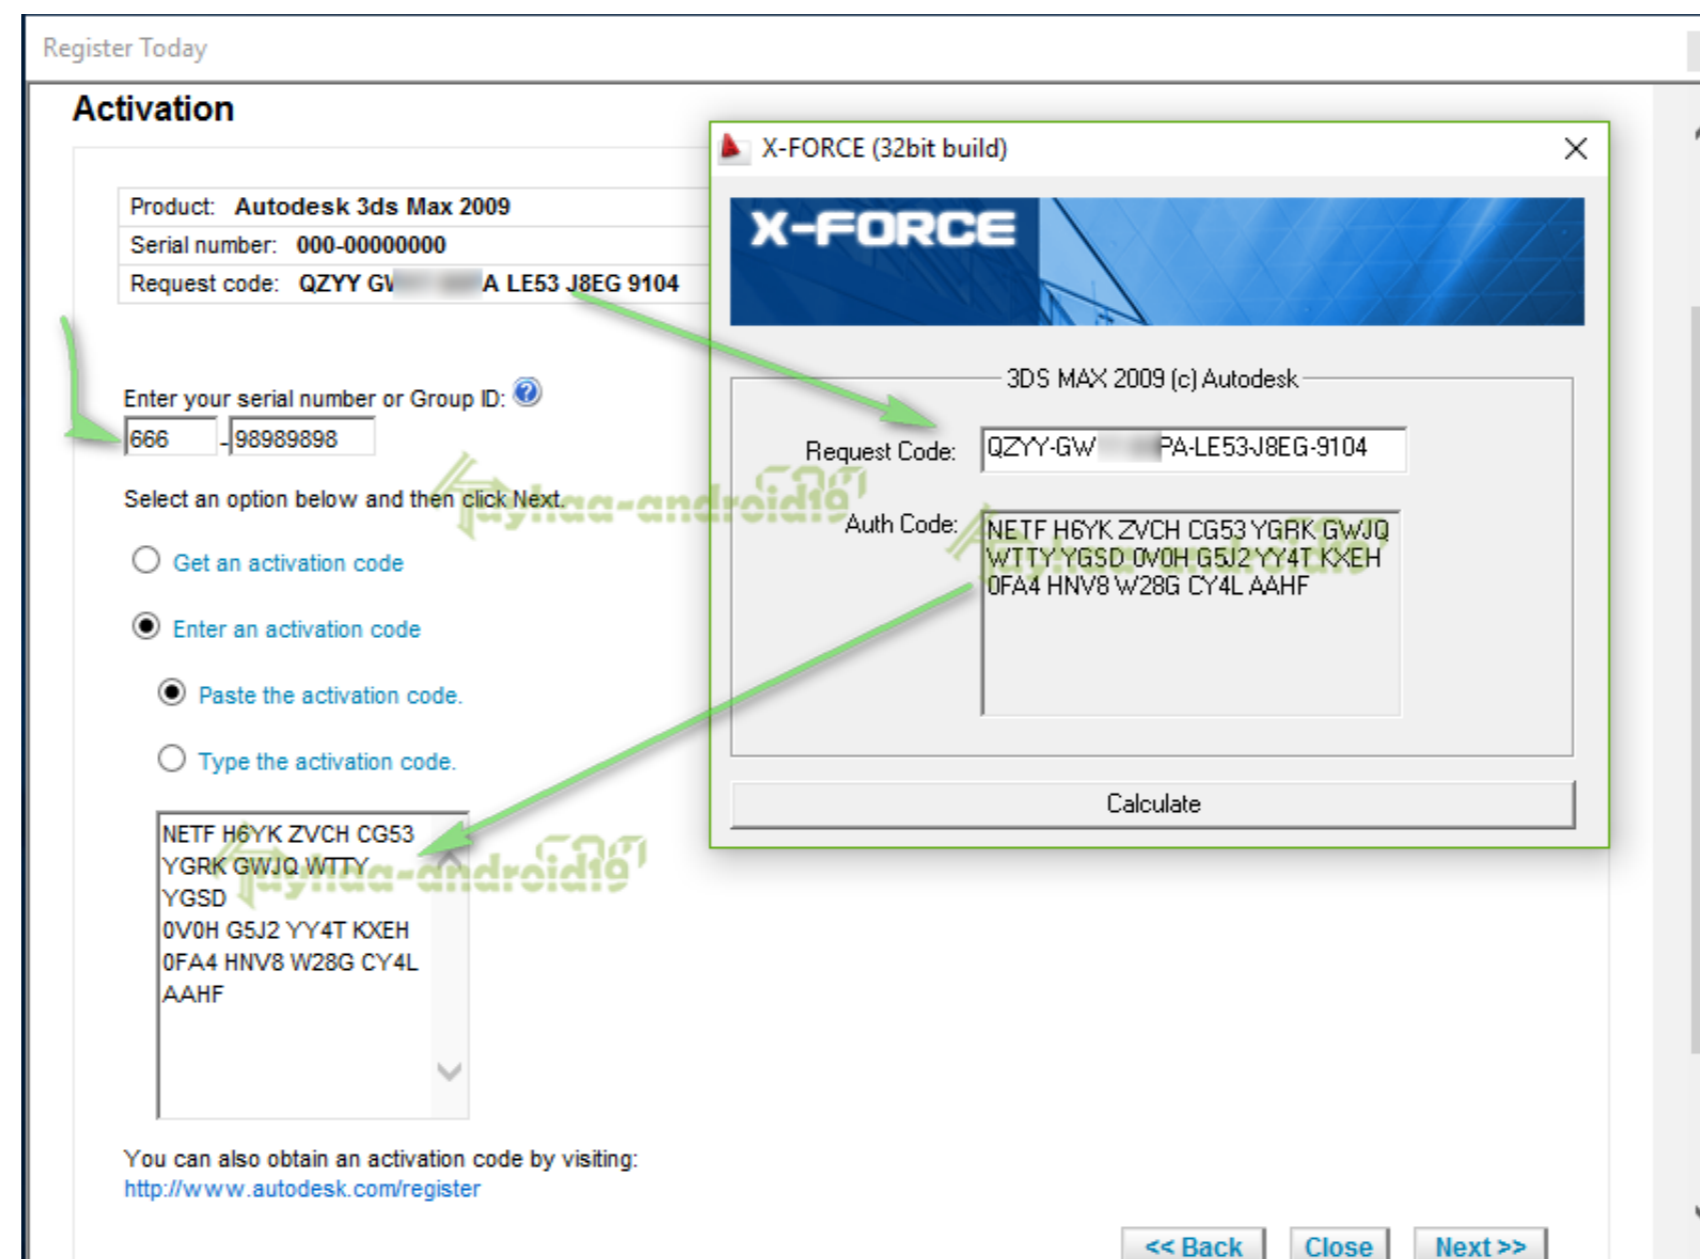 Register Today
Activation
Product: Autodesk 3ds Max 2009
Serial number: 000-00000000
Request code: QZYY GW A LE53 J8EG 9104
Enter your serial number or Group ID:
666 - 98989898
Select an option below and then click Next.
Get an activation code
Enter an activation code
Paste the activation code.
Type the activation code.
NETF H6YK ZVCH CG53
YGRK GWJQ WTTY
YGSD
0V0H G5J2 YY4T KXEH
0FA4 HNV8 W28G CY4L
AAHF
You can also obtain an activation code by visiting:
http://www.autodesk.com/register
<< Back Close Next >>
X-FORCE (32bit build)
X-FORCE
3DS MAX 2009 (c) Autodesk
Request Code: QZYY-GW PA-LE53-J8EG-9104
Auth Code: NETF H6YK ZVCH CG53 YGRK GWJQ
WTTY YGSD 0V0H G5J2 YY4T KXEH
0FA4 HNV8 W28G CY4L AAHF
Calculate